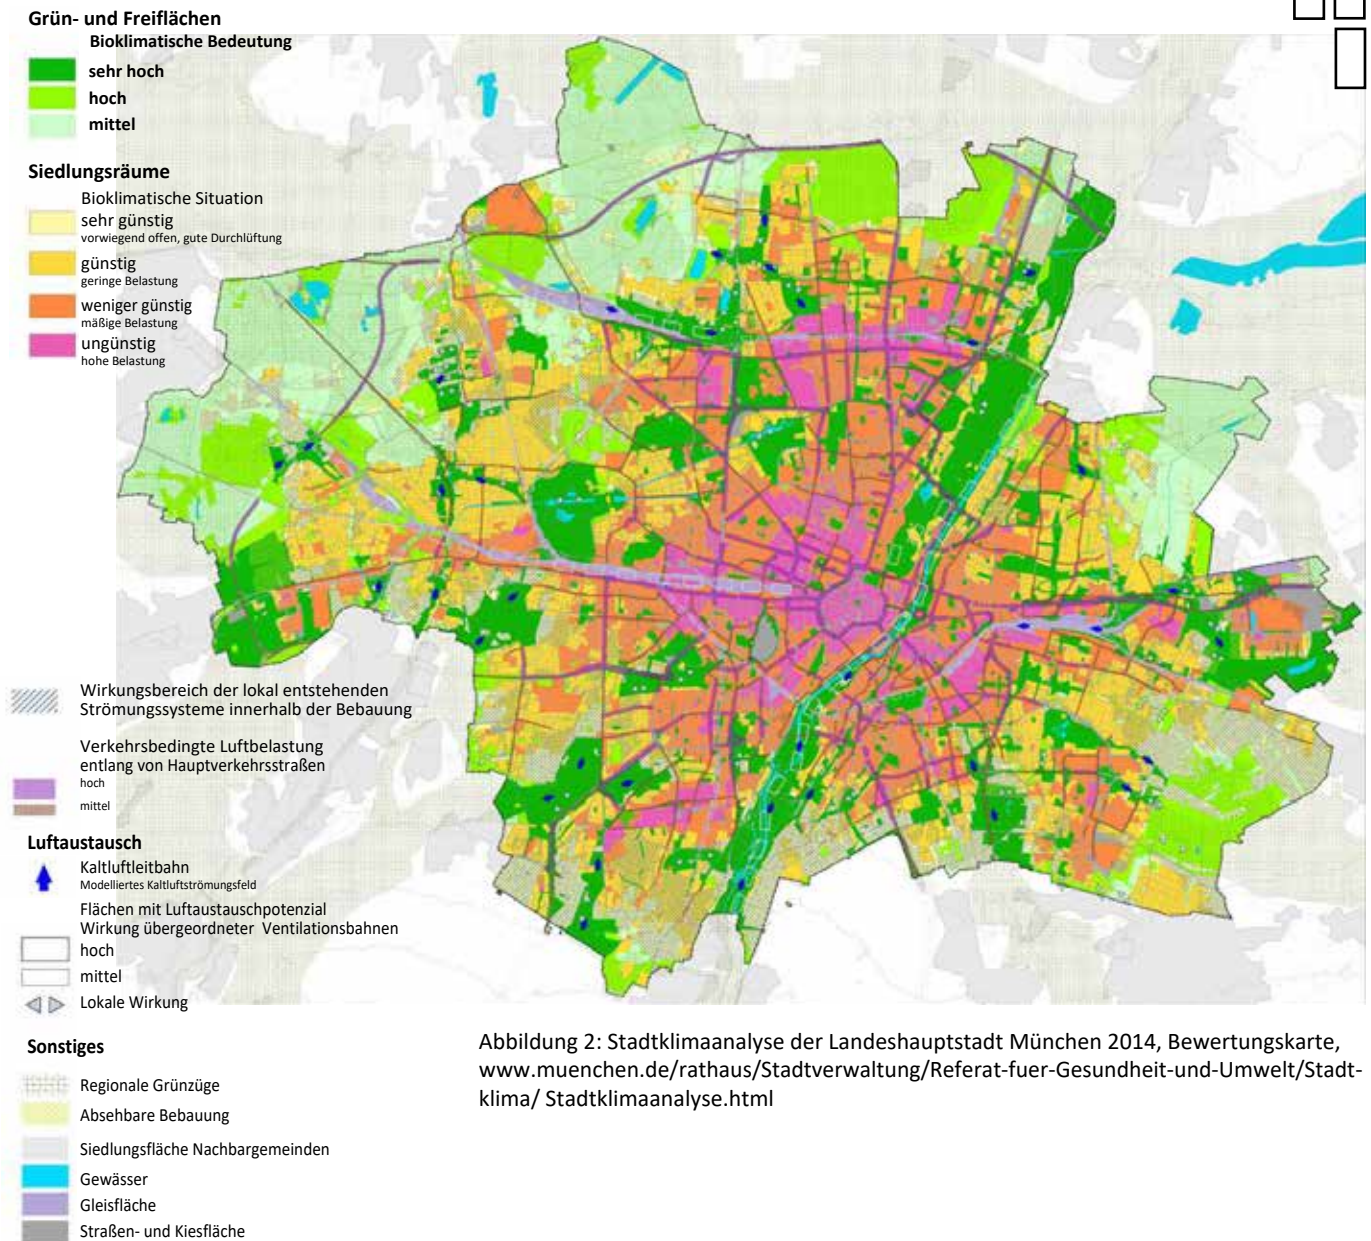 Grün- und Freiflächen
Bioklimatische Bedeutung
sehr hoch
hoch
mittel
Siedlungsräume
Bioklimatische Situation
sehr günstig
vorwiegend offen, gute Durchlüftung
günstig
geringe Belastung
weniger günstig
mäßige Belastung
ungünstig
hohe Belastung
Wirkungsbereich der lokal entstehenden
Strömungssysteme innerhalb der Bebauung
Verkehrsbedingte Luftbelastung
entlang von Hauptverkehrsstraßen
hoch
mittel
Luftaustausch
Kaltluftleitbahn
Modelliertes Kaltluftströmungsfeld
Flächen mit Luftaustauschpotenzial
Wirkung übergeordneter Ventilationsbahnen
hoch
mittel
Lokale Wirkung
Sonstiges
Regionale Grünzüge
Absehbare Bebauung
Siedlungsfläche Nachbargemeinden
Gewässer
Gleisfläche
Straßen- und Kiesfläche
Abbildung 2: Stadtklimaanalyse der Landeshauptstadt München 2014, Bewertungskarte,
www.muenchen.de/rathaus/Stadtverwaltung/Referat-fuer-Gesundheit-und-Umwelt/Stadt-
klima/ Stadtklimaanalyse.html